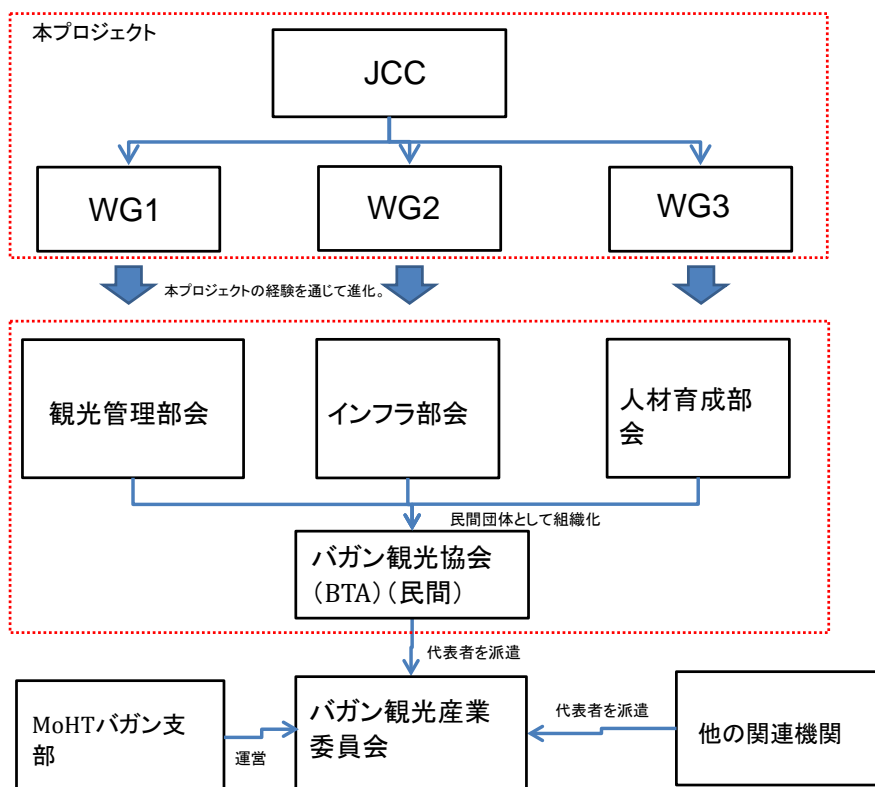 本プロジェクト
JCC
WG1
WG2
WG3
本プロジェクトの経験を通じて進化。
観光管理部会
インフラ部会
人材育成部
会
民間団体として組織化
バガン観光協会
（BTA）（民間）
代表者を派遣
MoHTバガン支
部
運営
バガン観光産業
委員会
代表者を派遣
他の関連機関